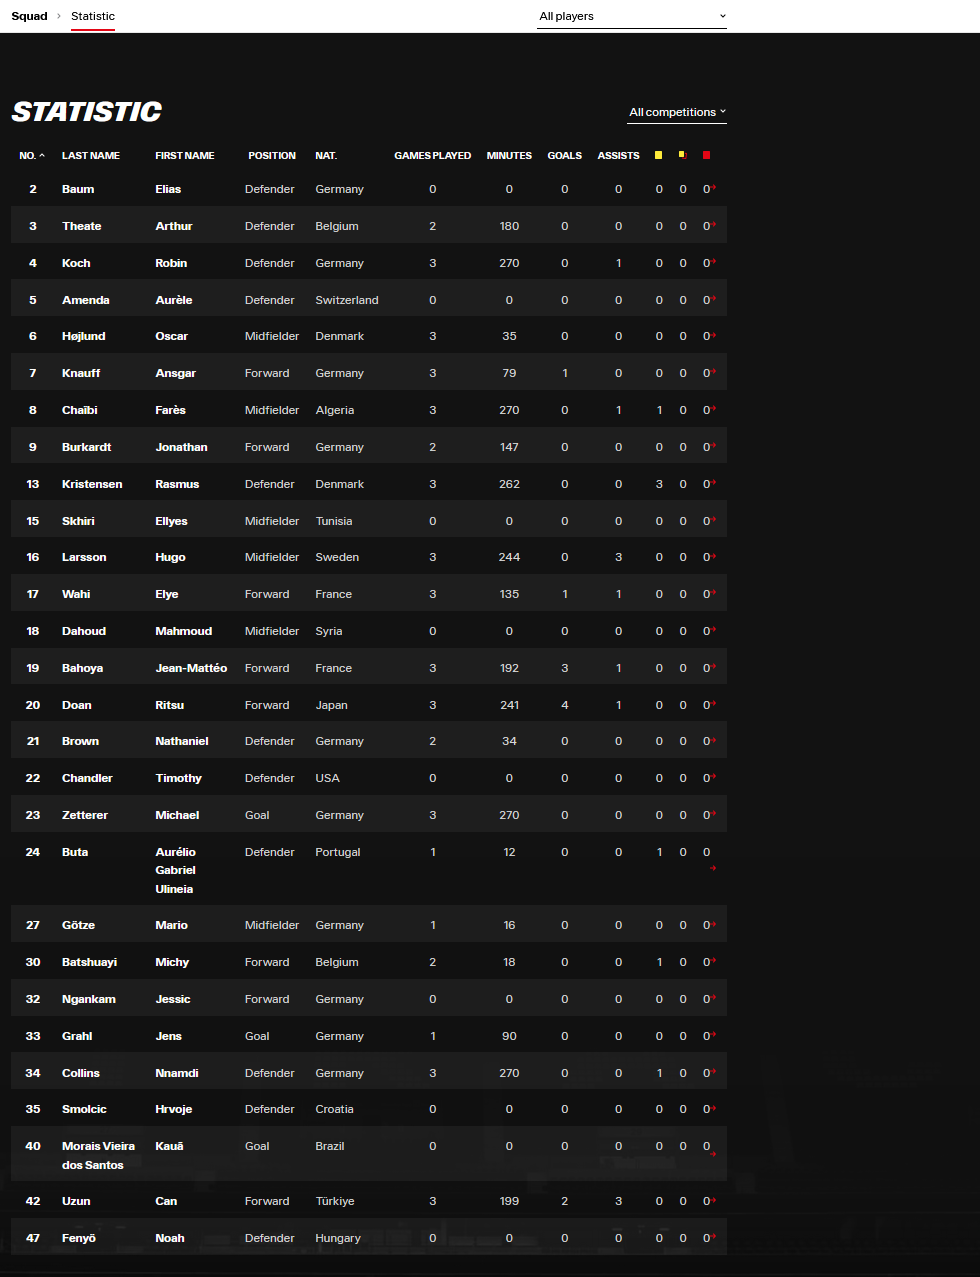 Squad › Statistic All players
STATISTIC All competitions
NO. LAST NAME FIRST NAME POSITION NAT. GAMES PLAYED MINUTES GOALS ASSISTS
2 Baum Elias Defender Germany 0 0 0 0 0 0 0
3 Theate Arthur Defender Belgium 2 180 0 0 0 0 0
4 Koch Robin Defender Germany 3 270 0 1 0 0 0
5 Amenda Aurèle Defender Switzerland 0 0 0 0 0 0 0
6 Højlund Oscar Midfielder Denmark 3 35 0 0 0 0 0
7 Knauff Ansgar Forward Germany 3 79 1 0 0 0 0
8 Chaïbi Farès Midfielder Algeria 3 270 0 1 1 0 0
9 Burkardt Jonathan Forward Germany 2 147 0 0 0 0 0
13 Kristensen Rasmus Defender Denmark 3 262 0 0 3 0 0
15 Skhiri Ellyes Midfielder Tunisia 0 0 0 0 0 0 0
16 Larsson Hugo Midfielder Sweden 3 244 0 3 0 0 0
17 Wahi Elye Forward France 3 135 1 1 0 0 0
18 Dahoud Mahmoud Midfielder Syria 0 0 0 0 0 0 0
19 Bahoya Jean-Mattéo Forward France 3 192 3 1 0 0 0
20 Doan Ritsu Forward Japan 3 241 4 1 0 0 0
21 Brown Nathaniel Defender Germany 2 34 0 0 0 0 0
22 Chandler Timothy Defender USA 0 0 0 0 0 0 0
23 Zetterer Michael Goal Germany 3 270 0 0 0 0 0
24 Buta Aurélio Defender Portugal 1 12 0 0 1 0 0
Gabriel
Ulineia
27 Götze Mario Midfielder Germany 1 16 0 0 0 0 0
30 Batshuayi Michy Forward Belgium 2 18 0 0 1 0 0
32 Ngankam Jessic Forward Germany 0 0 0 0 0 0 0
33 Grahl Jens Goal Germany 1 90 0 0 0 0 0
34 Collins Nnamdi Defender Germany 3 270 0 0 1 0 0
35 Smolcic Hrvoje Defender Croatia 0 0 0 0 0 0 0
40 Morais Vieira Kauã Goal Brazil 0 0 0 0 0 0 0
dos Santos
42 Uzun Can Forward Türkiye 3 199 2 3 0 0 0
47 Fenyö Noah Defender Hungary 0 0 0 0 0 0 0